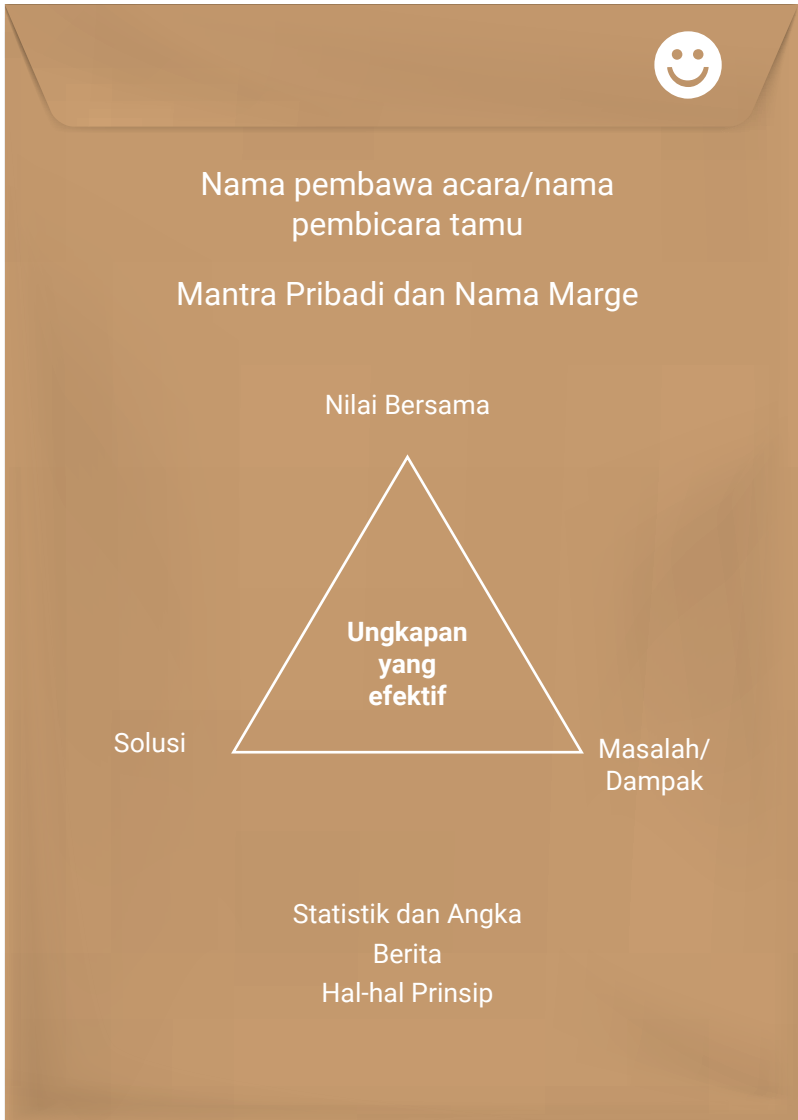 Nama pembawa acara/nama
pembicara tamu
Mantra Pribadi dan Nama Marge
Nilai Bersama
Ungkapan
yang
efektif
Solusi
Masalah/
Dampak
Statistik dan Angka
Berita
Hal-hal Prinsip